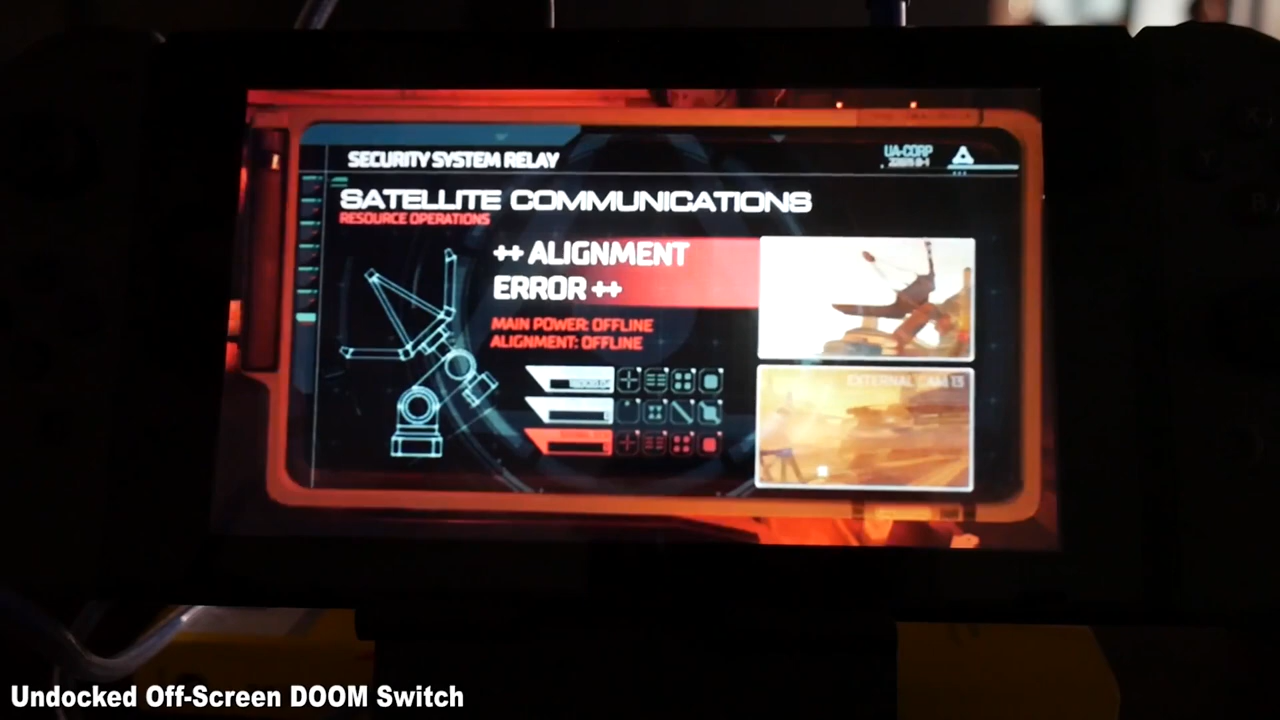 SECURITY SYSTEM RELAY
UA-CORP
SATELLITE COMMUNICATIONS
RESOURCE OPERATIONS
++ ALIGNMENT
ERROR ++
MAIN POWER: OFFLINE
ALIGNMENT: OFFLINE
EXTERNAL CAM 13
Undocked Off-Screen DOOM Switch